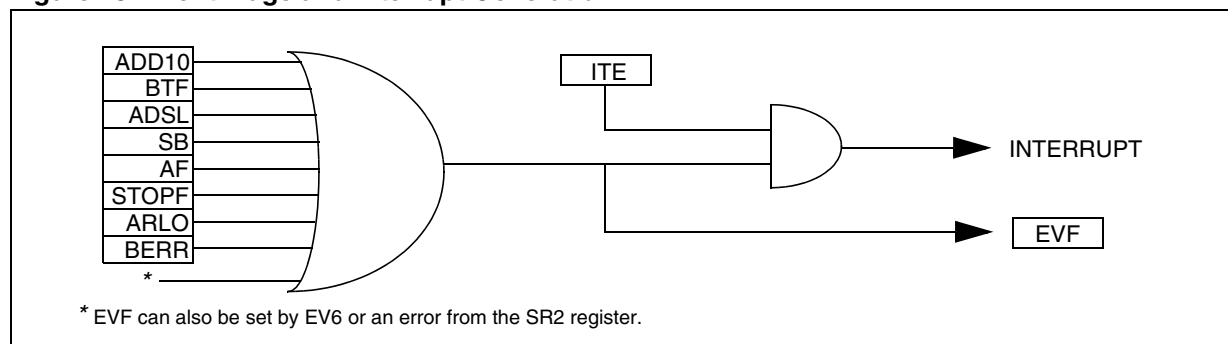 ADD10
BTF
ADSL
SB
AF
STOPF
ARLO
BERR
*
ITE
INTERRUPT
EVF
* EVF can also be set by EV6 or an error from the SR2 register.